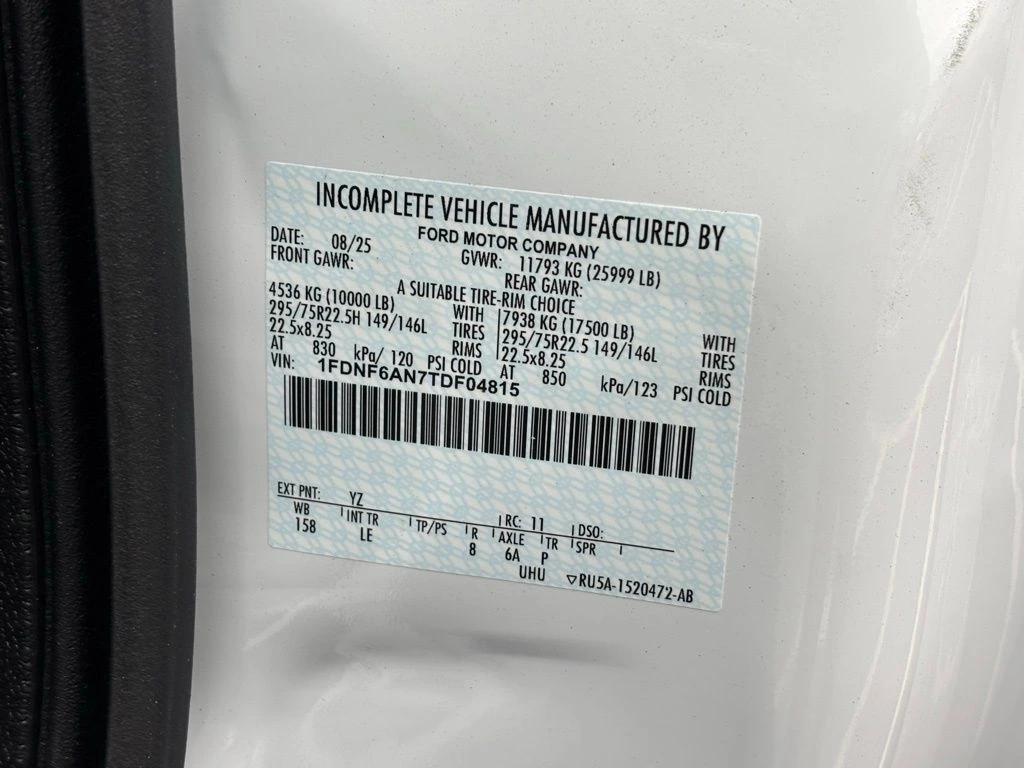 INCOMPLETE VEHICLE MANUFACTURED BY
FORD MOTOR COMPANY
DATE: 08/25 GVWR: 11793 KG (25999 LB)
FRONT GAWR: REAR GAWR:
A SUITABLE TIRE-RIM CHOICE
4536 KG (10000 LB) WITH 7938 KG (17500 LB) WITH
295/75R22.5H 149/146L TIRES 295/75R22.5 149/146L TIRES
22.5x8.25 RIMS 22.5x8.25 RIMS
AT 830 kPa/ 120 PSI COLD AT 850 kPa/123 PSI COLD
VIN: 1FDNF6AN7TDF04815
EXT PNT: YZ RC: 11 DSO:
WB INT TR TP/PS R AXLE TR SPR
158 LE 8 6A P
UHU ▽RU5A-1520472-AB